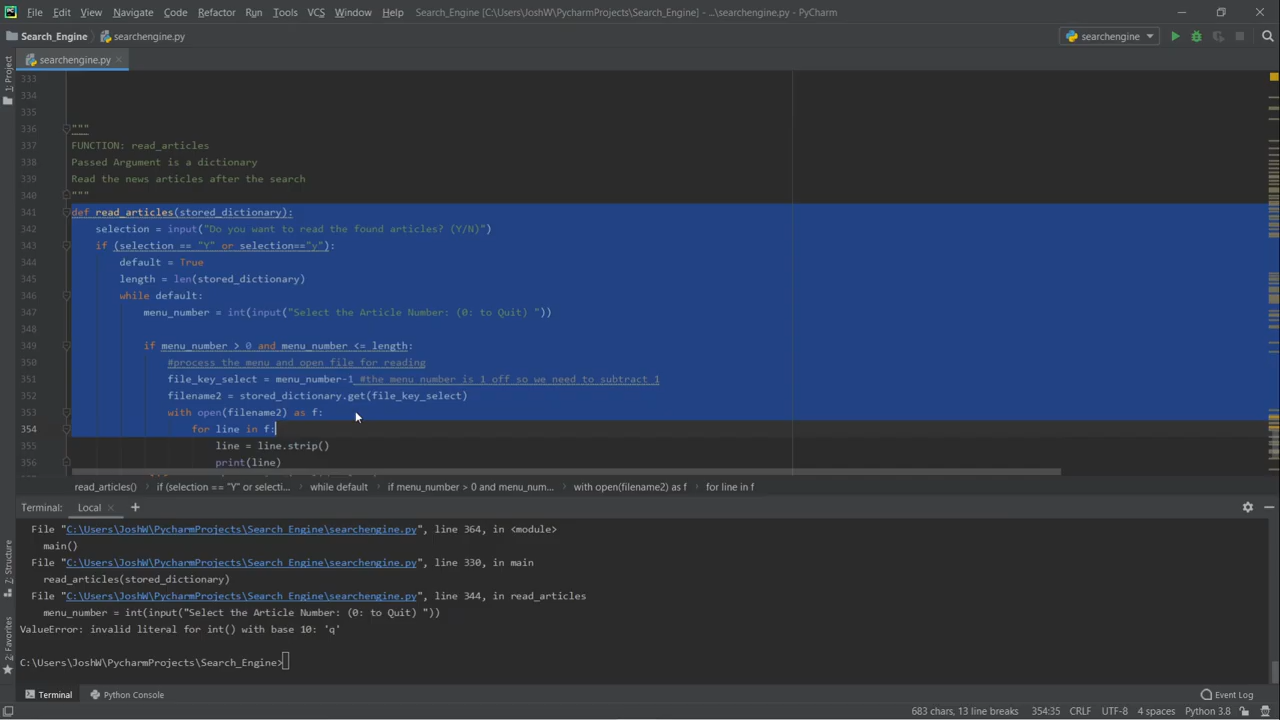 File Edit View Navigate Code Refactor Run Tools VCS Window Help Search_Engine [C:\Users\JoshW\PycharmProjects\Search_Engine] - ...\searchengine.py - PyCharm
Search_Engine searchengine.py searchengine
searchengine.py
1: Project
333
334
335
336 """
337 FUNCTION: read_articles
338 Passed Argument is a dictionary
339 Read the news articles after the search
340 """
341 def read_articles(stored_dictionary):
342 selection = input("Do you want to read the found articles? (Y/N)")
343 if (selection == "Y" or selection=="y"):
344 default = True
345 length = len(stored_dictionary)
346 while default:
347 menu_number = int(input("Select the Article Number: (0: to Quit) "))
348
349 if menu_number > 0 and menu_number <= length:
350 #process the menu and open file for reading
351 file_key_select = menu_number-1 #the menu number is 1 off so we need to subtract 1
352 filename2 = stored_dictionary.get(file_key_select)
353 with open(filename2) as f:
354 for line in f:
355 line = line.strip()
356 print(line)
read_articles() if (selection == "Y" or selecti... while default if menu_number > 0 and menu_num... with open(filename2) as f for line in f
Terminal: Local
File "C:\Users\JoshW\PycharmProjects\Search_Engine\searchengine.py", line 364, in <module>
main()
File "C:\Users\JoshW\PycharmProjects\Search_Engine\searchengine.py", line 330, in main
read_articles(stored_dictionary)
File "C:\Users\JoshW\PycharmProjects\Search_Engine\searchengine.py", line 344, in read_articles
menu_number = int(input("Select the Article Number: (0: to Quit) "))
ValueError: invalid literal for int() with base 10: 'q'
C:\Users\JoshW\PycharmProjects\Search_Engine>
7: Structure
2: Favorites
Terminal Python Console Event Log
683 chars, 13 line breaks 354:35 CRLF UTF-8 4 spaces Python 3.8